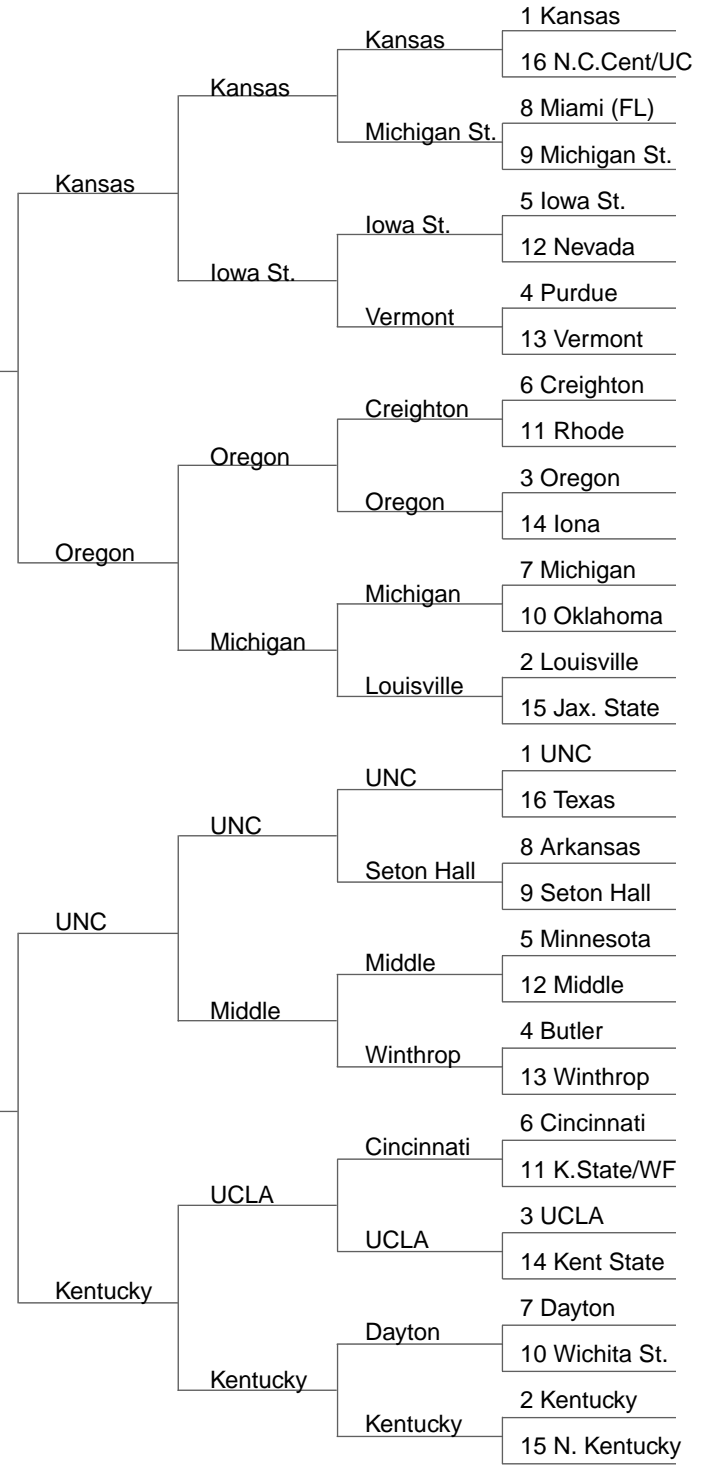 1 Kansas
Kansas
16 N.C.Cent/UC
Kansas
8 Miami (FL)
Michigan St.
9 Michigan St.
Kansas
5 Iowa St.
Iowa St.
12 Nevada
Iowa St.
4 Purdue
Vermont
13 Vermont
6 Creighton
Creighton
11 Rhode
Oregon
3 Oregon
Oregon
14 Iona
Oregon
7 Michigan
Michigan
10 Oklahoma
Michigan
2 Louisville
Louisville
15 Jax. State
1 UNC
UNC
16 Texas
UNC
8 Arkansas
Seton Hall
9 Seton Hall
UNC
5 Minnesota
Middle
12 Middle
Middle
4 Butler
Winthrop
13 Winthrop
6 Cincinnati
Cincinnati
11 K.State/WF
UCLA
3 UCLA
UCLA
14 Kent State
Kentucky
7 Dayton
Dayton
10 Wichita St.
Kentucky
2 Kentucky
Kentucky
15 N. Kentucky